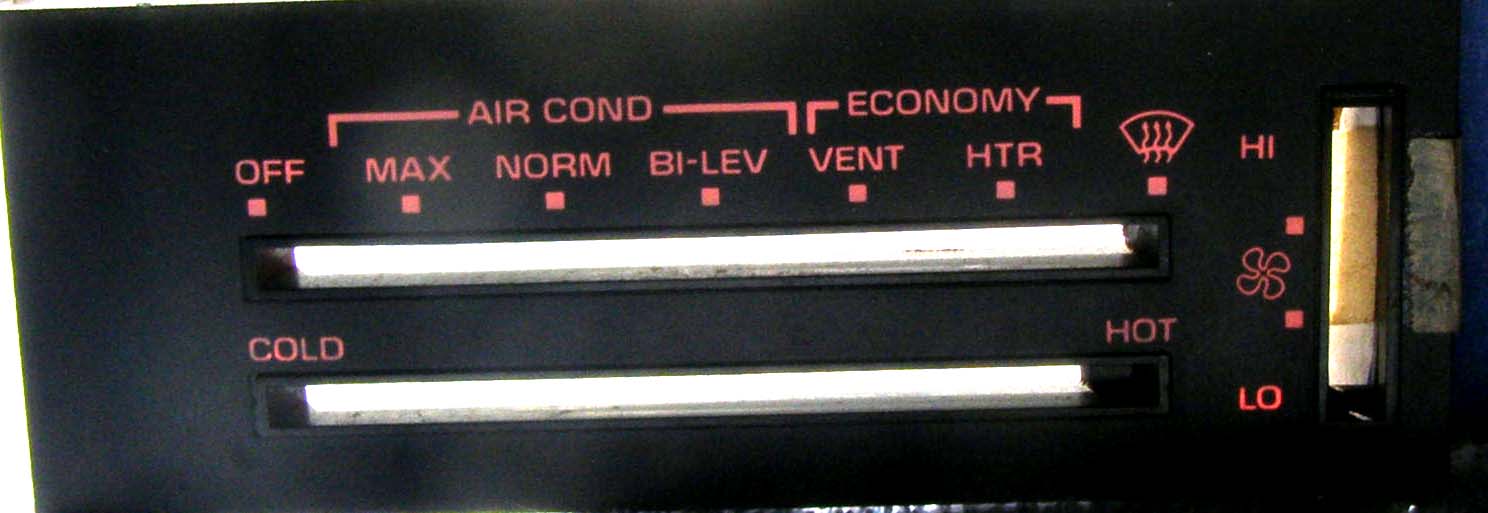 AIR COND ECONOMY
OFF MAX NORM BI-LEV VENT HTR HI
COLD HOT
LO